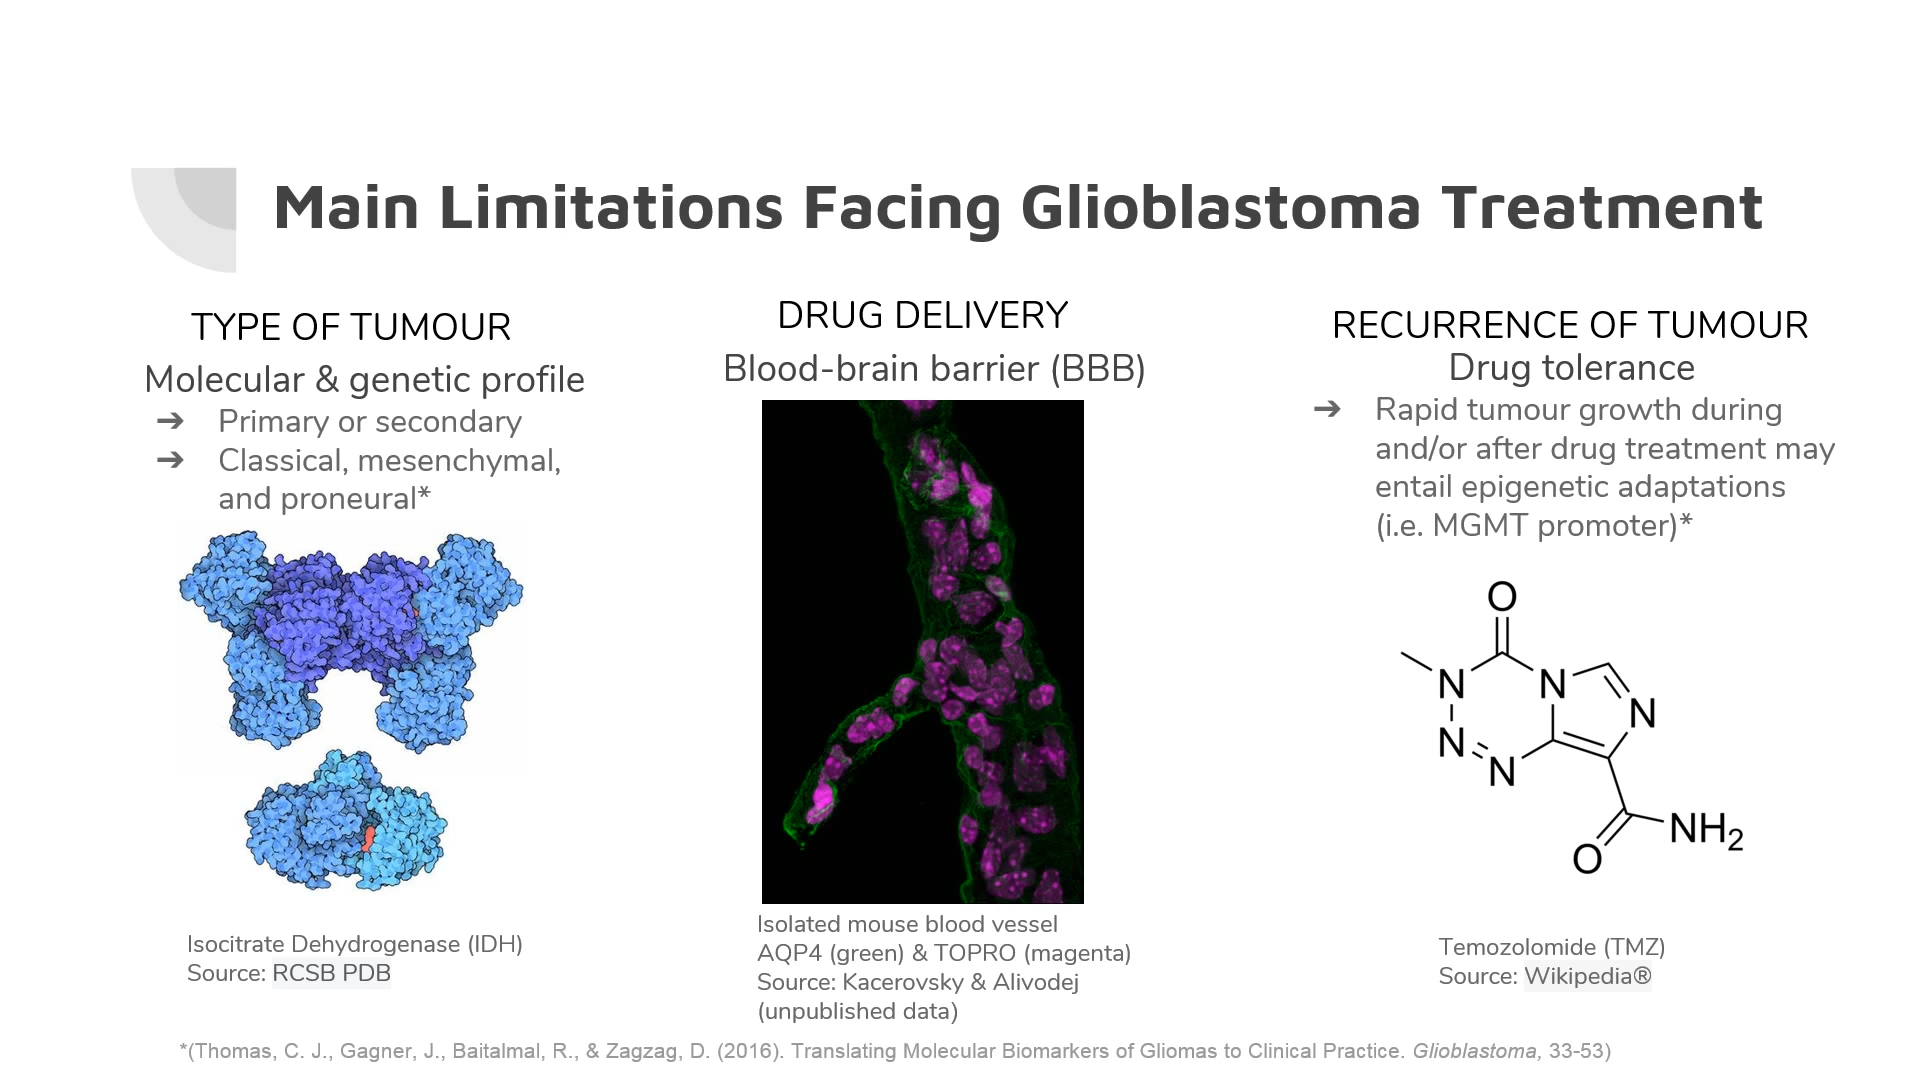 Main Limitations Facing Glioblastoma Treatment
TYPE OF TUMOUR
Molecular & genetic profile
➔ Primary or secondary
➔ Classical, mesenchymal,
and proneural*
Isocitrate Dehydrogenase (IDH)
Source: RCSB PDB
DRUG DELIVERY
Blood-brain barrier (BBB)
Isolated mouse blood vessel
AQP4 (green) & TOPRO (magenta)
Source: Kacerovsky & Alivodej
(unpublished data)
RECURRENCE OF TUMOUR
Drug tolerance
➔ Rapid tumour growth during
and/or after drug treatment may
entail epigenetic adaptations
(i.e. MGMT promoter)*
O
N N
N
N
N
NH2
O
Temozolomide (TMZ)
Source: Wikipedia®
*(Thomas, C. J., Gagner, J., Baitalmal, R., & Zagzag, D. (2016). Translating Molecular Biomarkers of Gliomas to Clinical Practice. Glioblastoma, 33-53)